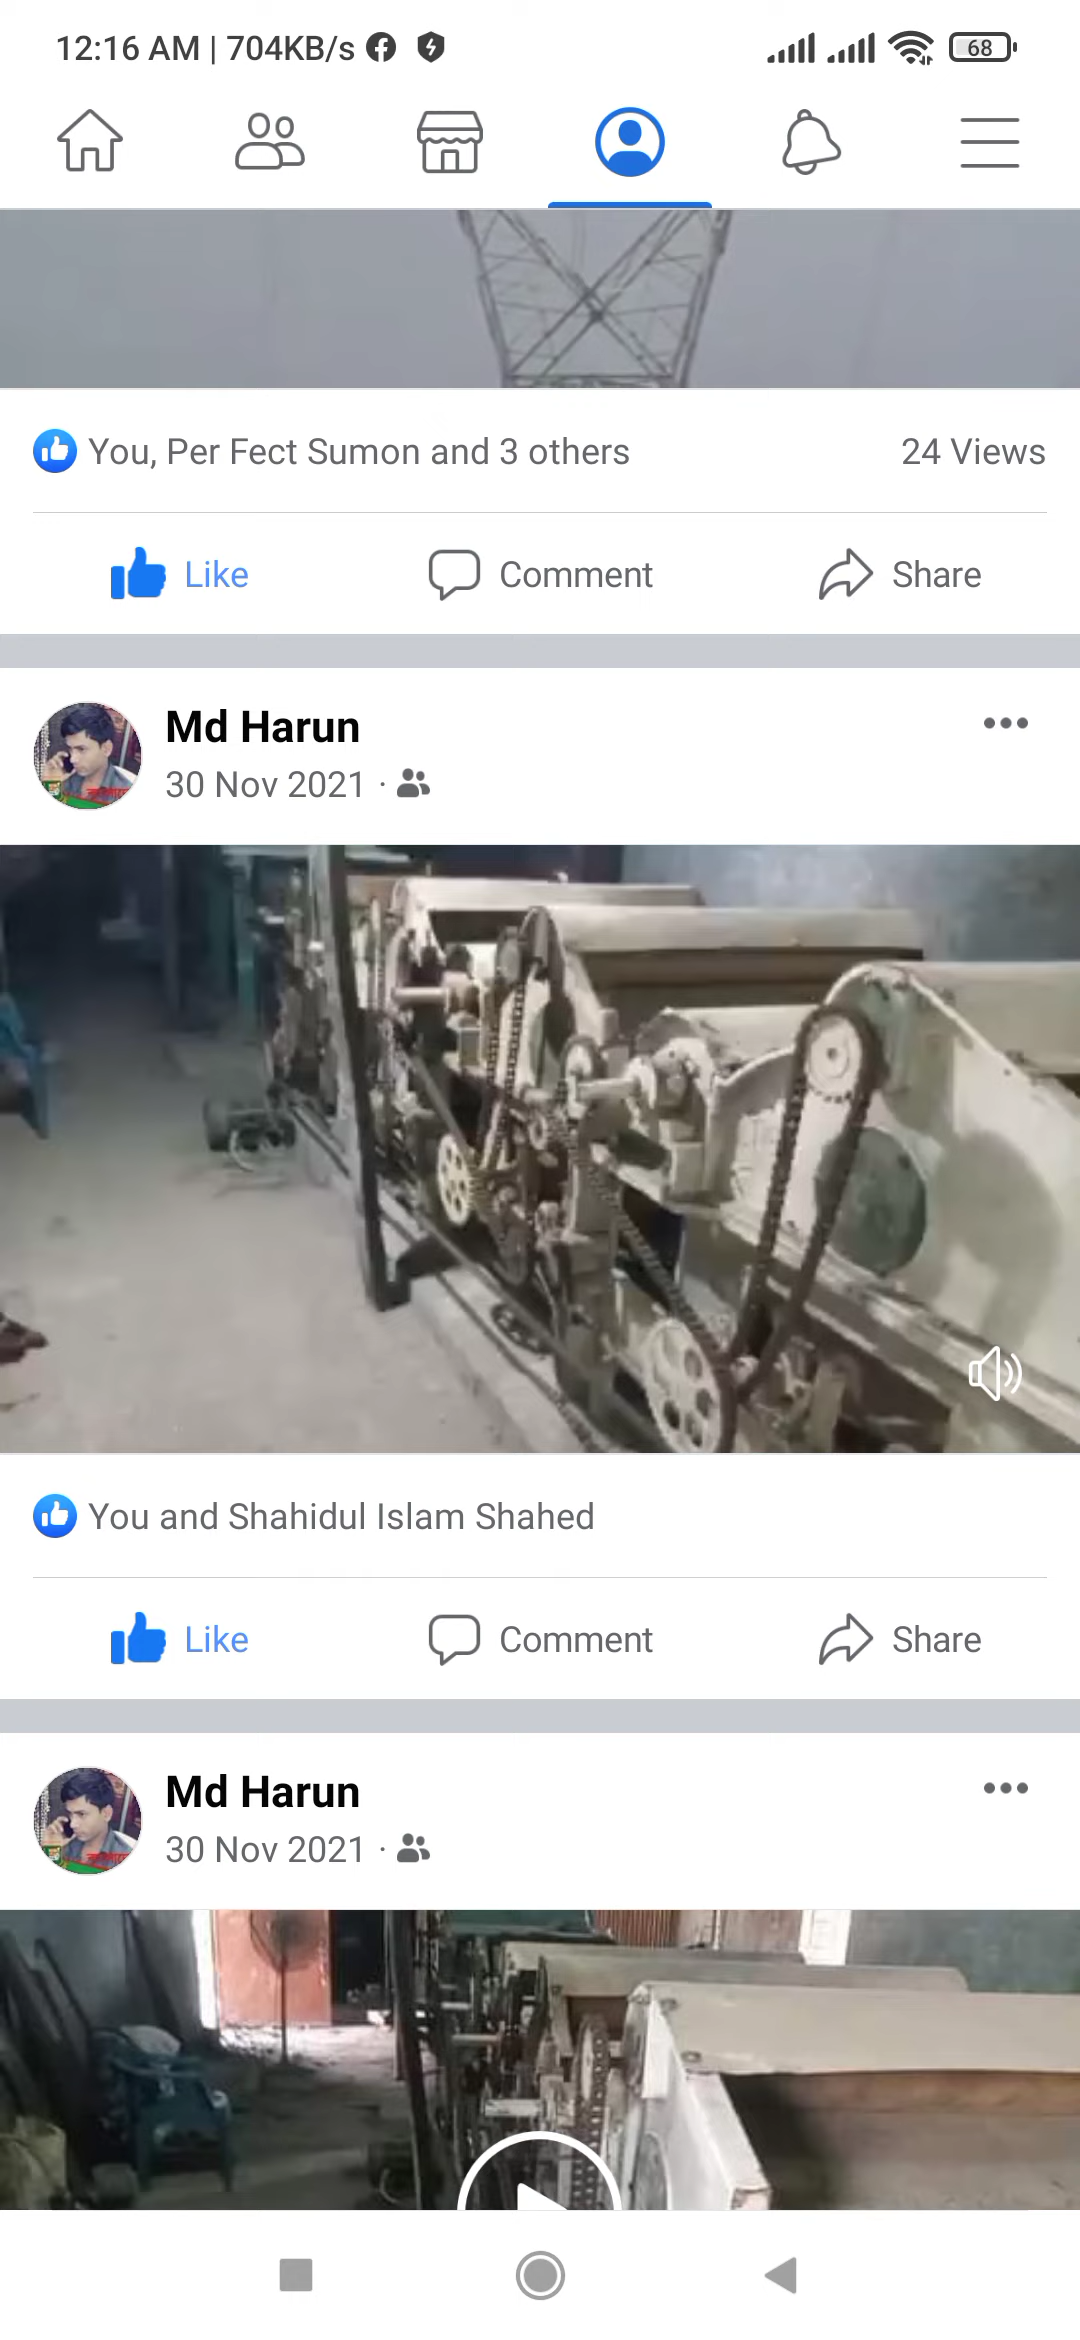 12:16 AM | 704KB/s
68
You, Per Fect Sumon and 3 others
24 Views
Like
Comment
Share
Md Harun
30 Nov 2021 ·
You and Shahidul Islam Shahed
Like
Comment
Share
Md Harun
30 Nov 2021 ·